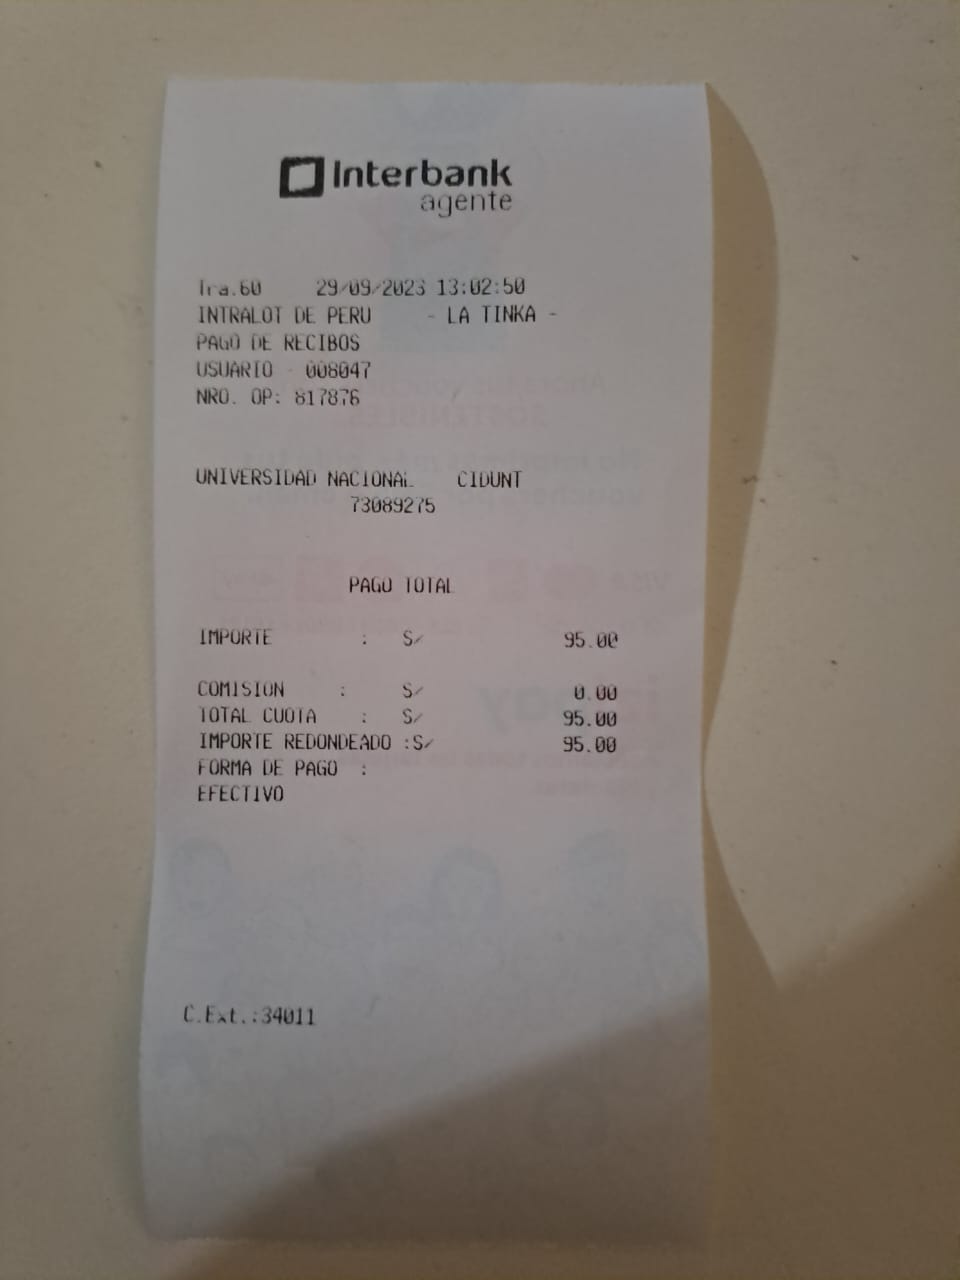 Interbank
agente
Tra.60 29/09/2023 13:02:50
INTRALOT DE PERU - LA TINKA -
PAGO DE RECIBOS
USUARIO - 008047
NRO. OP: 817876
UNIVERSIDAD NACIONAL CIDUNT
73089275
PAGO TOTAL
IMPORTE : S/ 95.00
COMISION : S/ 0.00
TOTAL CUOTA : S/ 95.00
IMPORTE REDONDEADO :S/ 95.00
FORMA DE PAGO :
EFECTIVO
C.Ext.:34011